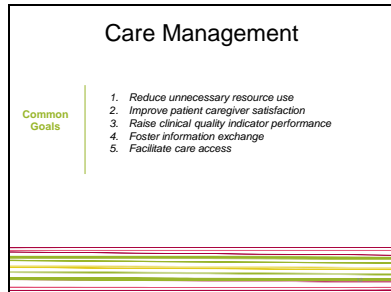 Care Management
Common
Goals
1. Reduce unnecessary resource use
2. Improve patient caregiver satisfaction
3. Raise clinical quality indicator performance
4. Foster information exchange
5. Facilitate care access